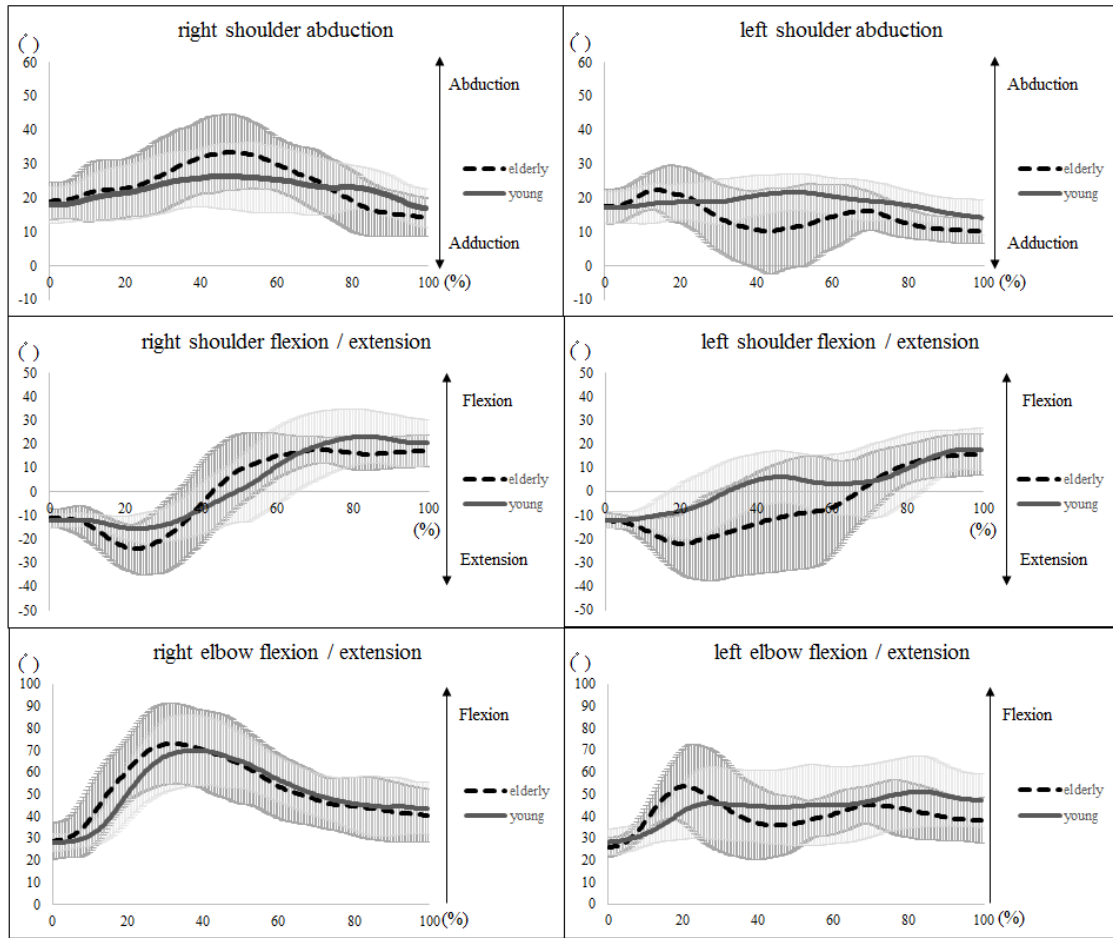 right shoulder abduction
(°)
60
50
40
30
20
10
0
-10
0 20 40 60 80 100 (%)
Abduction
elderly
young
Adduction
left shoulder abduction
(°)
60
50
40
30
20
10
0
-10
0 20 40 60 80 100 (%)
Abduction
elderly
young
Adduction
right shoulder flexion / extension
(°)
50
40
30
20
10
0
-10
-20
-30
-40
-50
0 20 40 60 80 100
(%)
Flexion
elderly
young
Extension
left shoulder flexion / extension
(°)
50
40
30
20
10
0
-10
-20
-30
-40
-50
0 20 40 60 80 100
(%)
Flexion
elderly
young
Extension
right elbow flexion / extension
(°)
100
90
80
70
60
50
40
30
20
10
0
0 20 40 60 80 100 (%)
Flexion
elderly
young
left elbow flexion / extension
(°)
100
90
80
70
60
50
40
30
20
10
0
0 20 40 60 80 100 (%)
Flexion
elderly
young